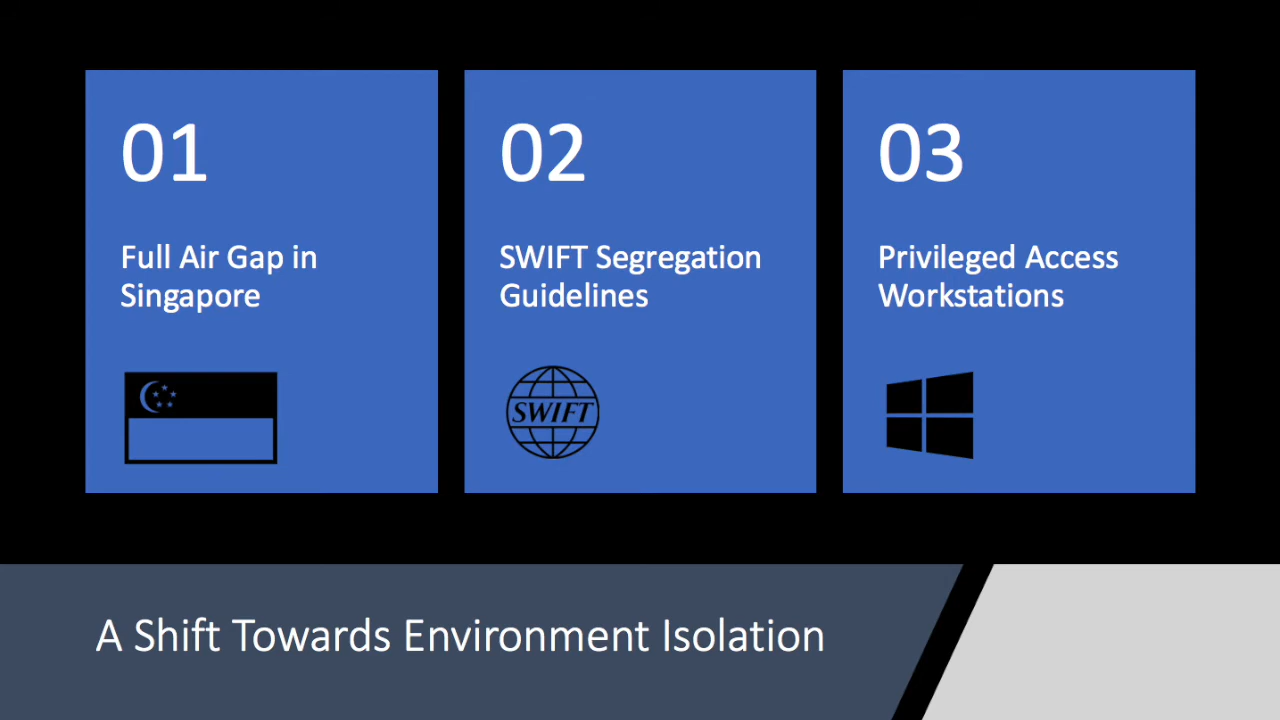 01
Full Air Gap in
Singapore
02
SWIFT Segregation
Guidelines
SWIFT
03
Privileged Access
Workstations
A Shift Towards Environment Isolation